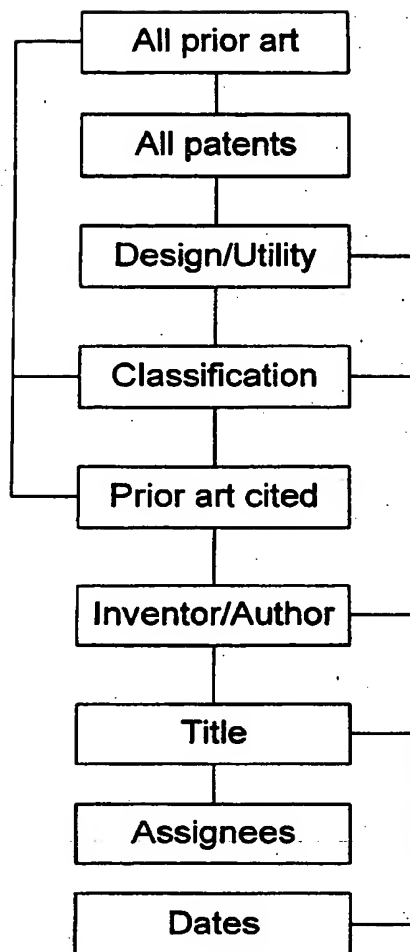 All prior art
All patents
Design/Utility
Classification
Prior art cited
Inventor/Author
Title
Assignees
Dates